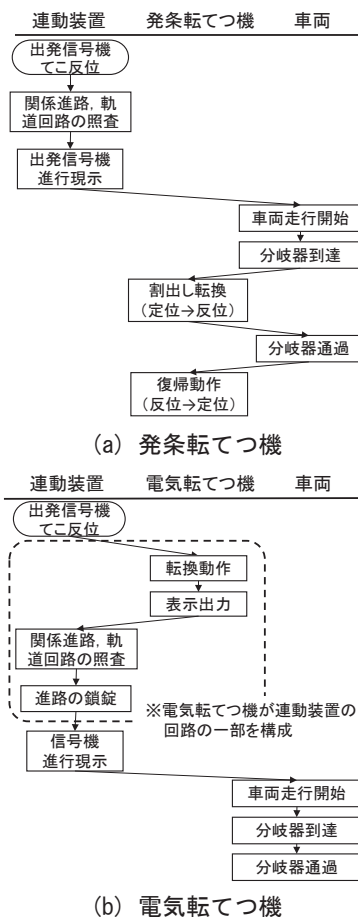 連動装置 発条転てつ機 車両
出発信号機
てこ反位
関係進路，軌
道回路の照査
出発信号機
進行現示
車両走行開始
分岐器到達
割出し転換
（定位→反位）
分岐器通過
復帰動作
（反位→定位）
(a) 発条転てつ機
連動装置 電気転てつ機 車両
出発信号機
てこ反位
転換動作
表示出力
関係進路，軌
道回路の照査
進路の鎖錠
※電気転てつ機が連動装置の
回路の一部を構成
信号機
進行現示
車両走行開始
分岐器到達
分岐器通過
(b) 電気転てつ機